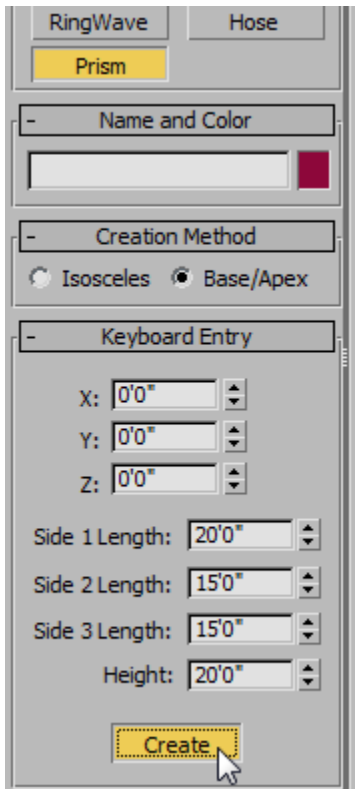 RingWave Hose
Prism
- Name and Color
- Creation Method
Isosceles Base/Apex
- Keyboard Entry
X: 0'0"
Y: 0'0"
Z: 0'0"
Side 1 Length: 20'0"
Side 2 Length: 15'0"
Side 3 Length: 15'0"
Height: 20'0"
Create